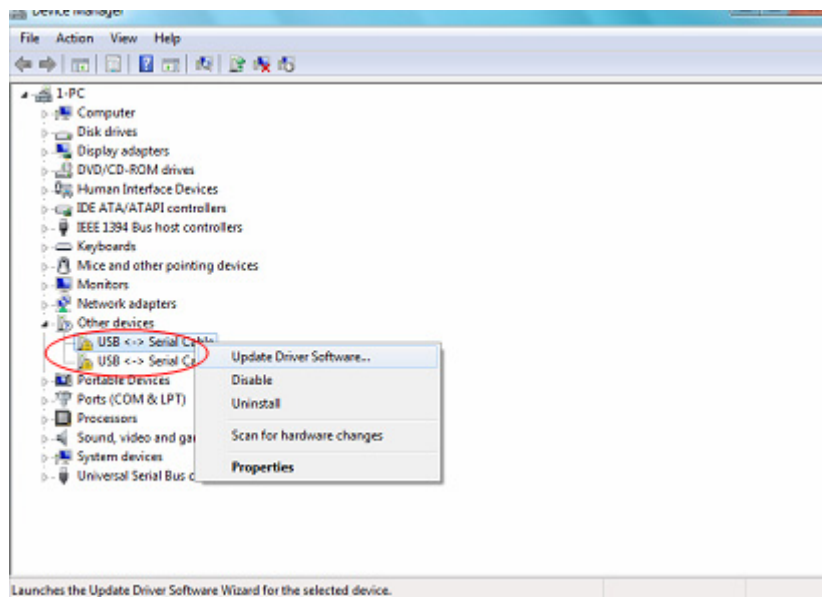 Device Manager
File Action View Help
1-PC
Computer
Disk drives
Display adapters
DVD/CD-ROM drives
Human Interface Devices
IDE ATA/ATAPI controllers
IEEE 1394 Bus host controllers
Keyboards
Mice and other pointing devices
Monitors
Network adapters
Other devices
USB <-> Serial Cable
USB <-> Serial Ca
Portable Devices
Ports (COM & LPT)
Processors
Sound, video and ga
System devices
Universal Serial Bus c
Update Driver Software...
Disable
Uninstall
Scan for hardware changes
Properties
Launches the Update Driver Software Wizard for the selected device.